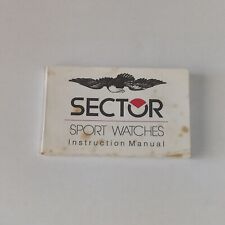 SECTOR
SPORT WATCHES
Instruction Manual